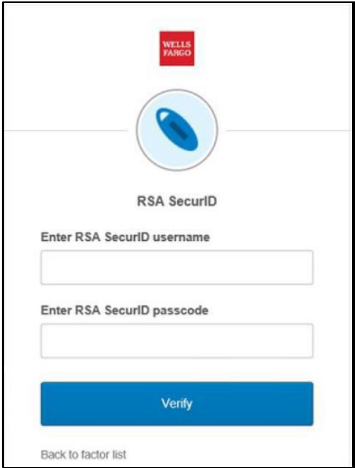 WELLS
FARGO
RSA SecurID
Enter RSA SecurID username
Enter RSA SecurID passcode
Verify
Back to factor list